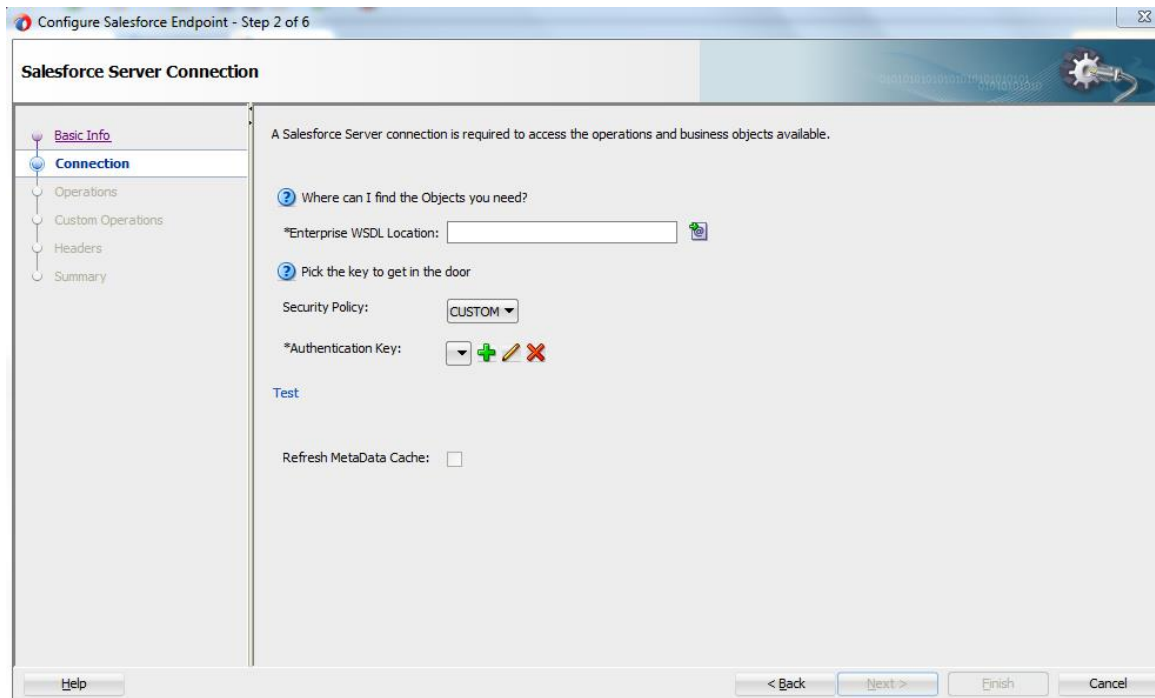 Configure Salesforce Endpoint - Step 2 of 6
Salesforce Server Connection
Basic Info
Connection
Operations
Custom Operations
Headers
Summary
A Salesforce Server connection is required to access the operations and business objects available.
Where can I find the Objects you need?
*Enterprise WSDL Location:
Pick the key to get in the door
Security Policy: CUSTOM
*Authentication Key:
Test
Refresh MetaData Cache:
Help < Back Next > Finish Cancel